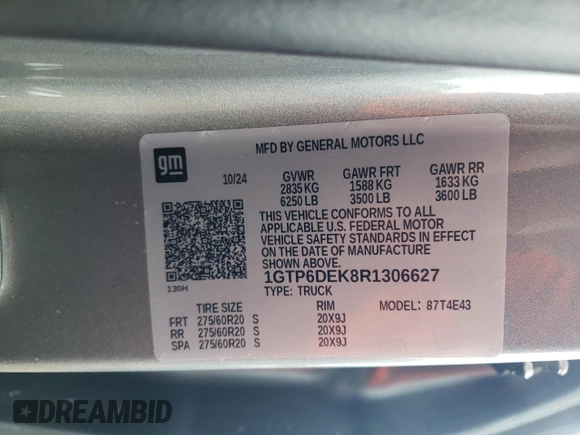 gm
MFD BY GENERAL MOTORS LLC
10/24 GVWR GAWR FRT GAWR RR
2835 KG 1588 KG 1633 KG
6250 LB 3500 LB 3600 LB
THIS VEHICLE CONFORMS TO ALL
APPLICABLE U.S. FEDERAL MOTOR
VEHICLE SAFETY STANDARDS IN EFFECT
ON THE DATE OF MANUFACTURE
SHOWN ABOVE.
130H
1GTP6DEK8R1306627
TYPE: TRUCK
TIRE SIZE RIM MODEL: 87T4E43
FRT 275/60R20 S 20X9J
RR 275/60R20 S 20X9J
SPA 275/60R20 S 20X9J
DREAMBID